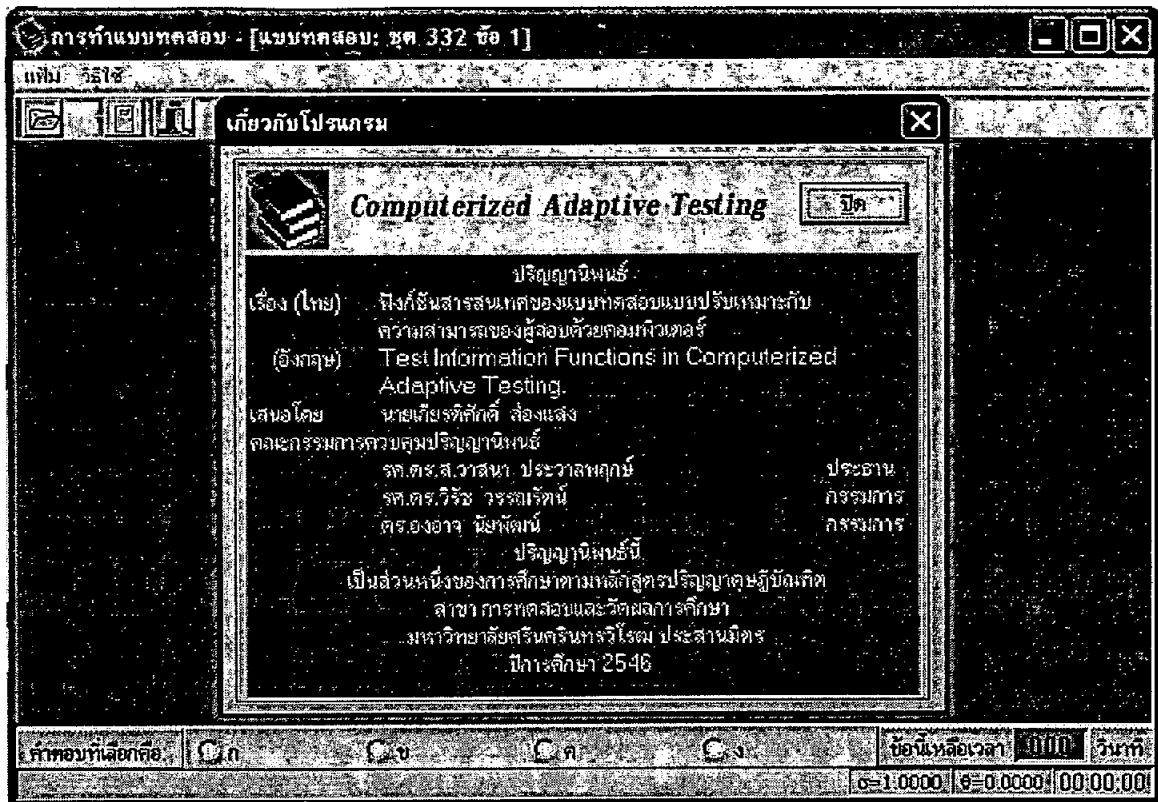 การทำแบบทดสอบ - [แบบทดสอบ: ชุด 332 ข้อ 1]
แฟ้ม วิธีใช้
เกี่ยวกับโปรแกรม
Computerized Adaptive Testing ปิด
ปริญญานิพนธ์
เรื่อง (ไทย) ฟังก์ชันสารสนเทศของแบบทดสอบแบบปรับเหมาะกับ
ความสามารถของผู้สอบด้วยคอมพิวเตอร์
(อังกฤษ) Test Information Functions in Computerized
Adaptive Testing.
เสนอโดย นายเกียรติศักดิ์ ส่องแสง
คณะกรรมการควบคุมปริญญานิพนธ์
รศ.ดร.ส.วาสนา ประวาลพฤกษ์ ประธาน
รศ.ดร.วิรัช วรรณรัตน์ กรรมการ
ดร.องอาจ นัยพัฒน์ กรรมการ
ปริญญานิพนธ์นี้
เป็นส่วนหนึ่งของการศึกษาตามหลักสูตรปริญญาดุษฎีบัณฑิต
สาขา การทดสอบและวัดผลการศึกษา
มหาวิทยาลัยศรีนครินทรวิโรฒ ประสานมิตร
ปีการศึกษา 2546
คำตอบที่เลือกคือ ก ข ค ง ข้อนี้เหลือเวลา 000 วินาที
σ=1.0000 θ=0.0000 00:00:00